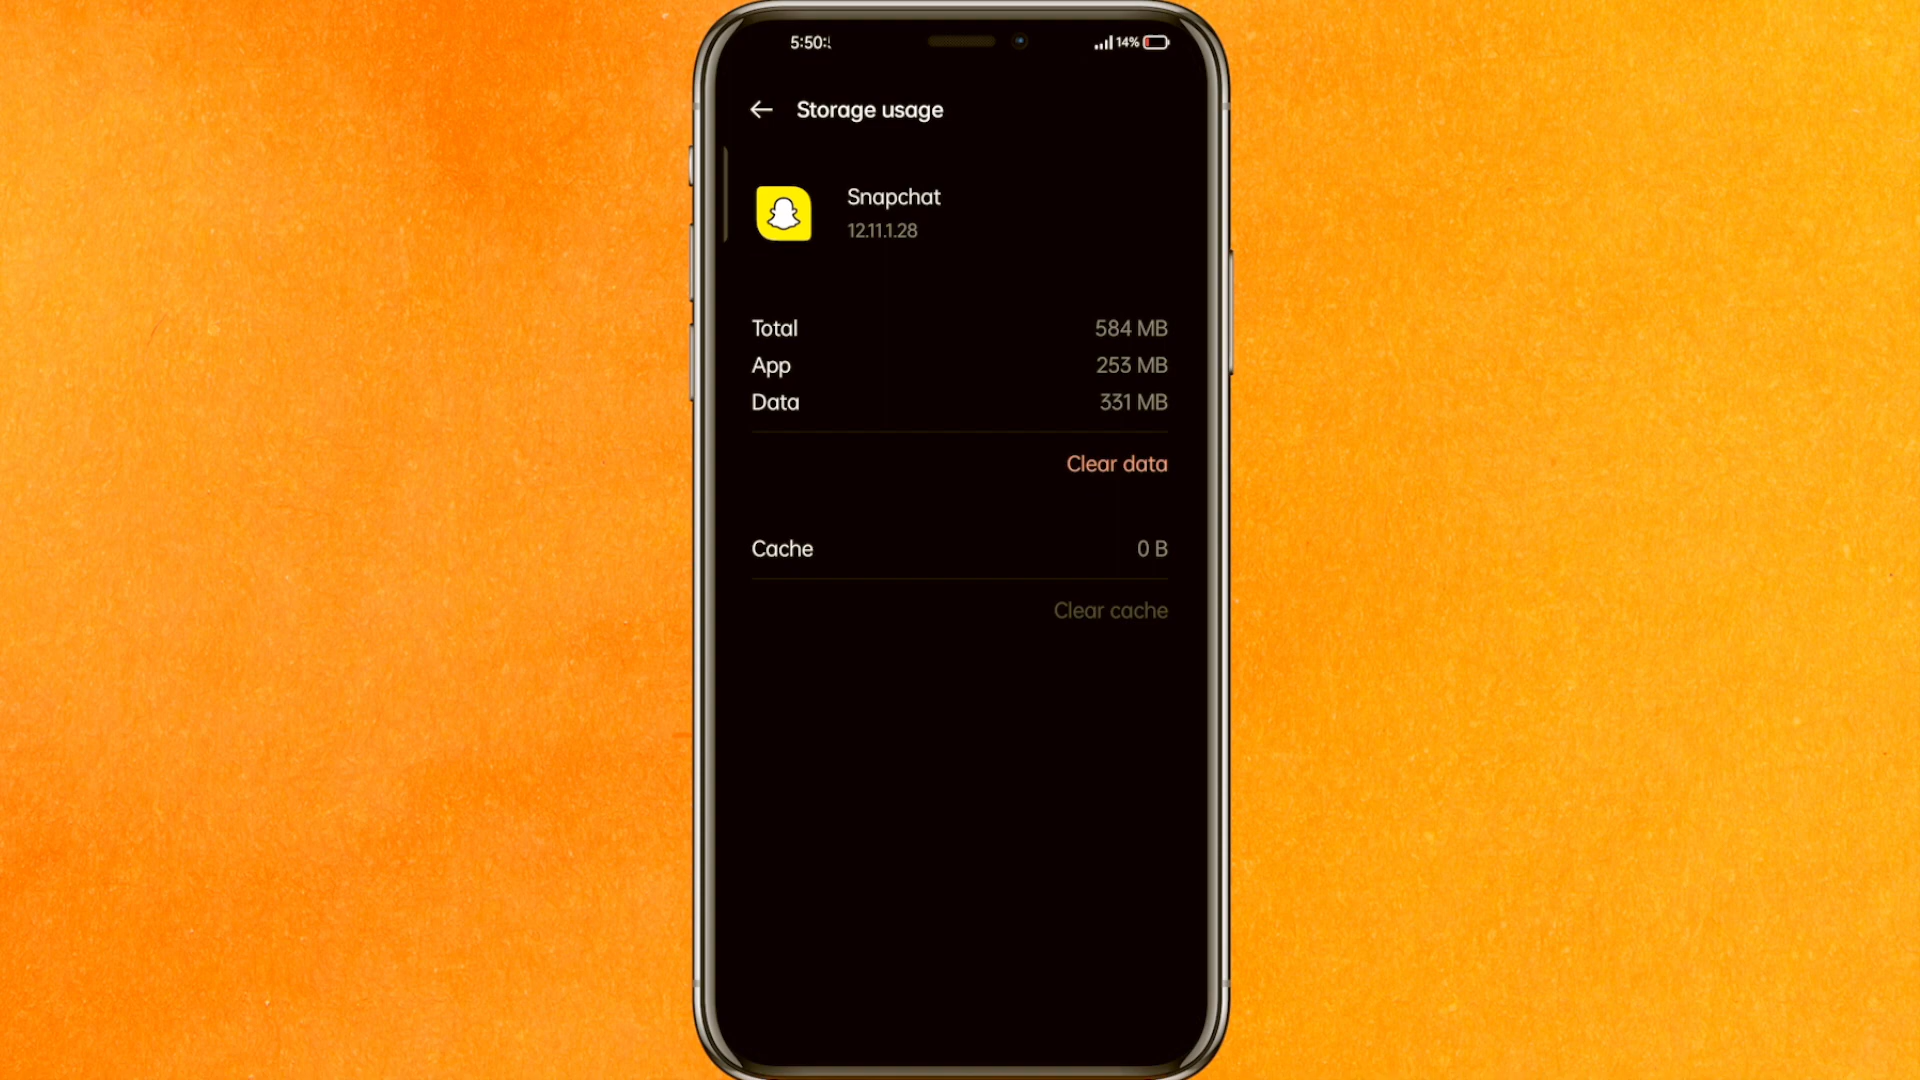 5:50
14%
Storage usage
Snapchat
12.11.1.28
Total 584 MB
App 253 MB
Data 331 MB
Clear data
Cache 0 B
Clear cache